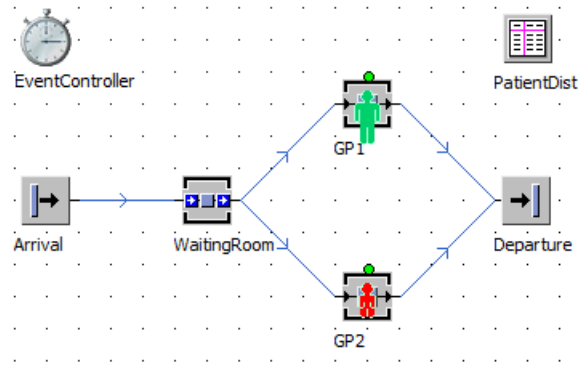 EventController
PatientDist
GP1
Arrival
WaitingRoom
Departure
GP2